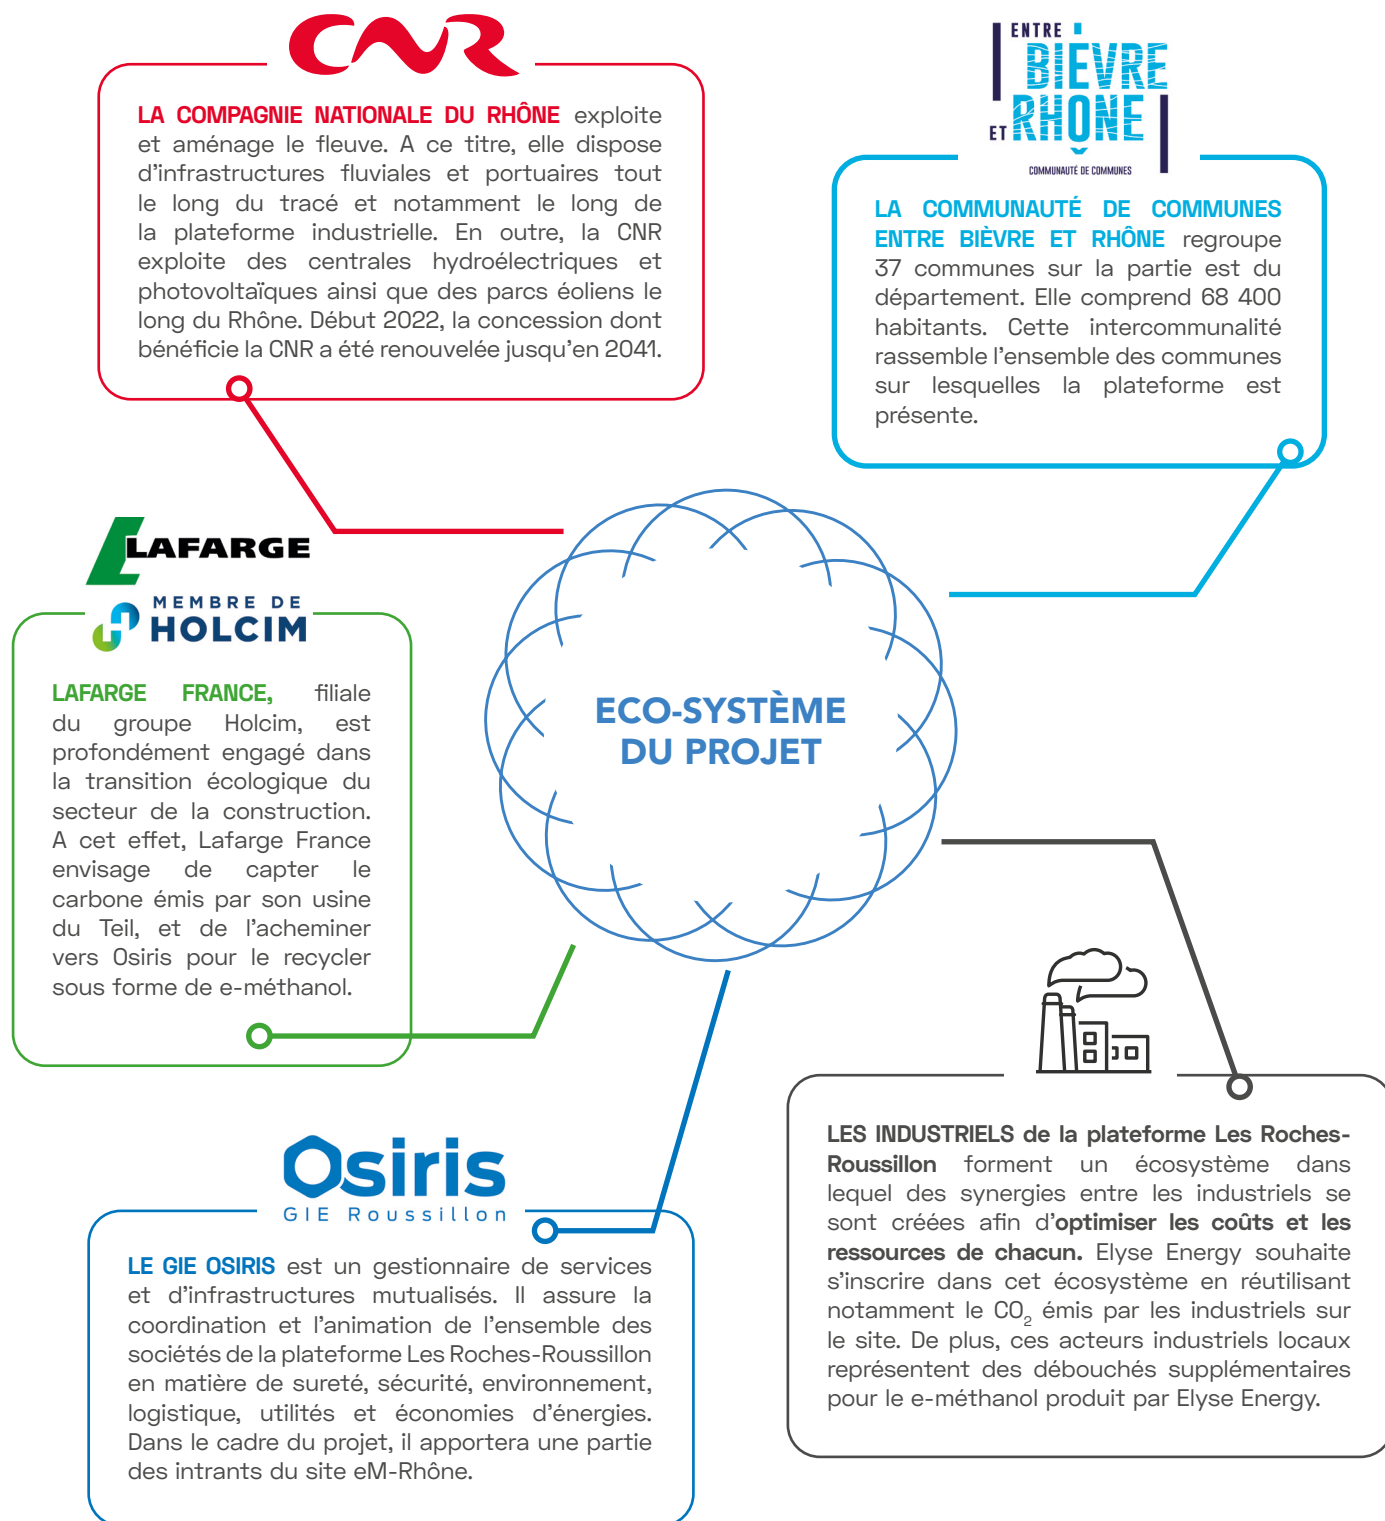 CNR
LA COMPAGNIE NATIONALE DU RHÔNE exploite
et aménage le fleuve. A ce titre, elle dispose
d'infrastructures fluviales et portuaires tout
le long du tracé et notamment le long de
la plateforme industrielle. En outre, la CNR
exploite des centrales hydroélectriques et
photovoltaïques ainsi que des parcs éoliens le
long du Rhône. Début 2022, la concession dont
bénéficie la CNR a été renouvelée jusqu'en 2041.
ENTRE
BIÈVRE
ET RHÔNE
COMMUNAUTÉ DE COMMUNES
LA COMMUNAUTÉ DE COMMUNES
ENTRE BIÈVRE ET RHÔNE regroupe
37 communes sur la partie est du
département. Elle comprend 68 400
habitants. Cette intercommunalité
rassemble l'ensemble des communes
sur lesquelles la plateforme est
présente.
LAFARGE
MEMBRE DE
HOLCIM
LAFARGE FRANCE, filiale
du groupe Holcim, est
profondément engagé dans
la transition écologique du
secteur de la construction.
A cet effet, Lafarge France
envisage de capter le
carbone émis par son usine
du Teil, et de l'acheminer
vers Osiris pour le recycler
sous forme de e-méthanol.
ECO-SYSTÈME
DU PROJET
Osiris
GIE Roussillon
LE GIE OSIRIS est un gestionnaire de services
et d'infrastructures mutualisés. Il assure la
coordination et l'animation de l'ensemble des
sociétés de la plateforme Les Roches-Roussillon
en matière de sureté, sécurité, environnement,
logistique, utilités et économies d'énergies.
Dans le cadre du projet, il apportera une partie
des intrants du site eM-Rhône.
LES INDUSTRIELS de la plateforme Les Roches-
Roussillon forment un écosystème dans
lequel des synergies entre les industriels se
sont créées afin d'optimiser les coûts et les
ressources de chacun. Elyse Energy souhaite
s'inscrire dans cet écosystème en réutilisant
notamment le CO₂ émis par les industriels sur
le site. De plus, ces acteurs industriels locaux
représentent des débouchés supplémentaires
pour le e-méthanol produit par Elyse Energy.